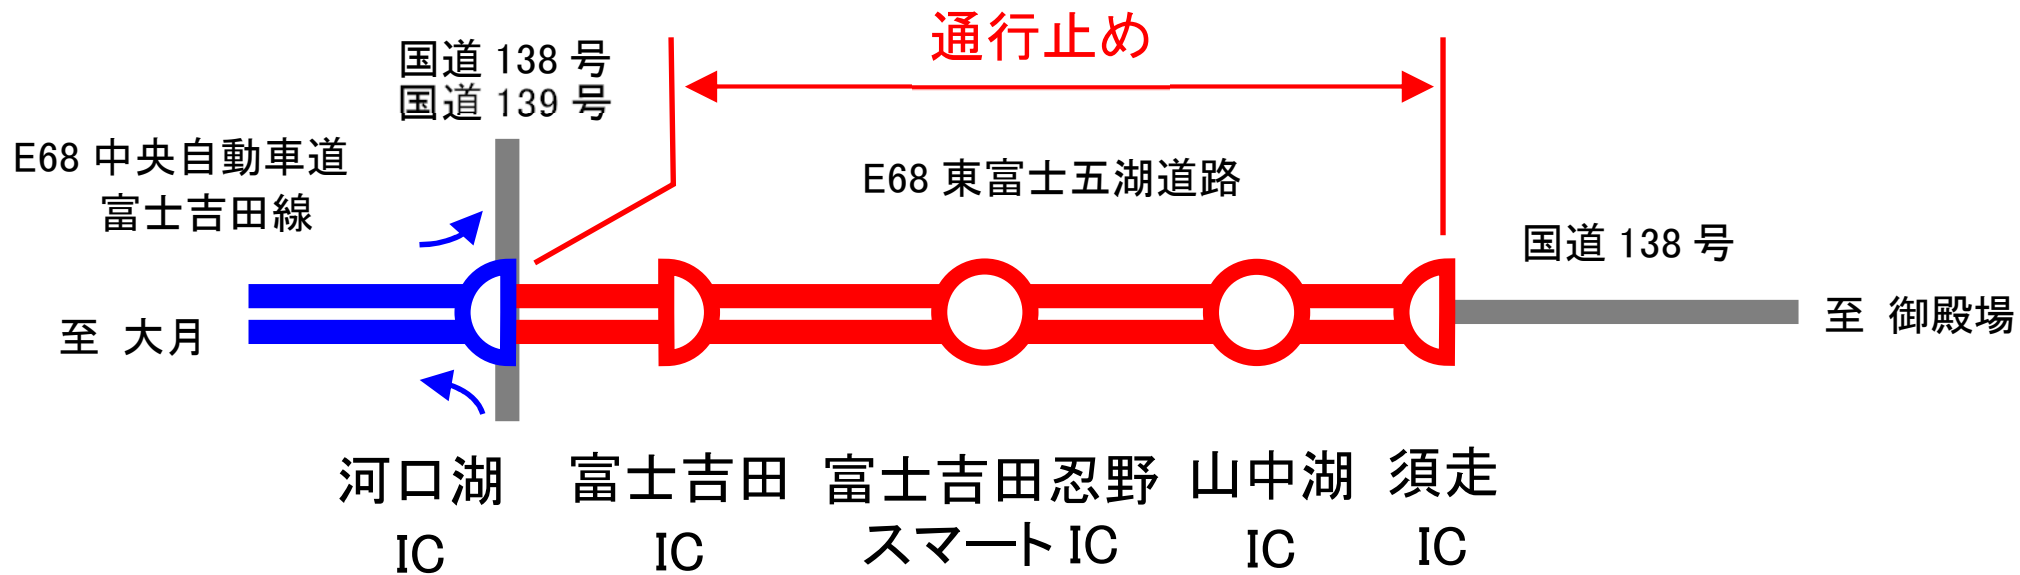 通行止め
国道 138 号
国道 139 号
E68 中央自動車道
富士吉田線
E68 東富士五湖道路
国道 138 号
至 大月
至 御殿場
河口湖
IC
富士吉田
IC
富士吉田忍野
スマート IC
山中湖
IC
須走
IC